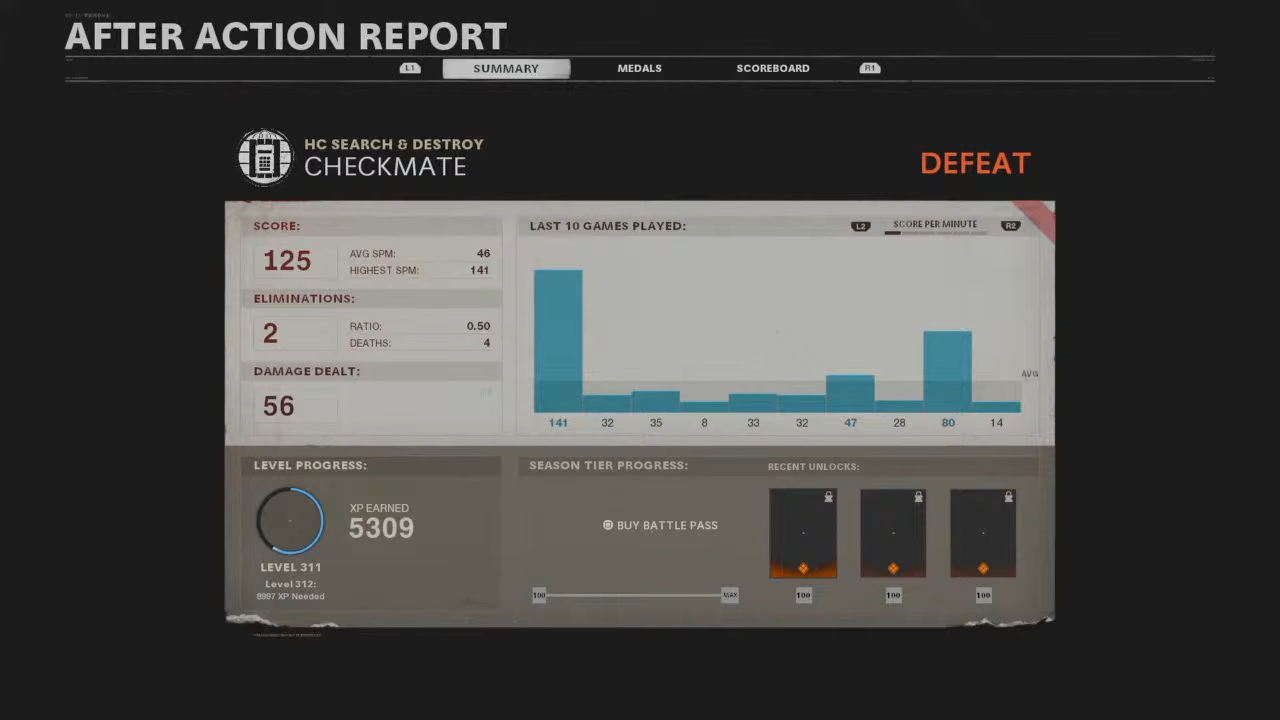 AFTER ACTION REPORT
L1 SUMMARY MEDALS SCOREBOARD R1
HC SEARCH & DESTROY
CHECKMATE
DEFEAT
SCORE:
125
AVG SPM: 46
HIGHEST SPM: 141
ELIMINATIONS:
2
RATIO: 0.50
DEATHS: 4
DAMAGE DEALT:
56
LAST 10 GAMES PLAYED:
L2 SCORE PER MINUTE R2
AVG
141 32 35 8 33 32 47 28 80 14
LEVEL PROGRESS:
XP EARNED
5309
LEVEL 311
Level 312:
8997 XP Needed
SEASON TIER PROGRESS:
BUY BATTLE PASS
100 MAX
RECENT UNLOCKS:
100 100 100